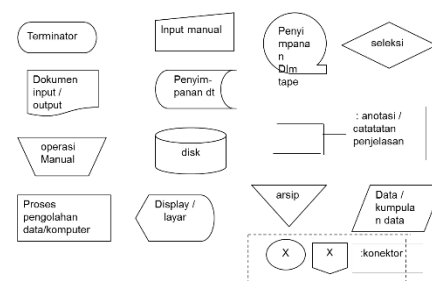 Terminator
Input manual
Penyi
mpana
n
Dlm
tape
seleksi
Dokumen
input /
output
Penyim-
panan dt
: anotasi /
catatatan
penjelasan
operasi
Manual
disk
Proses
pengolahan
data/komputer
Display /
layar
arsip
Data /
kumpula
n data
X
X
:konektor